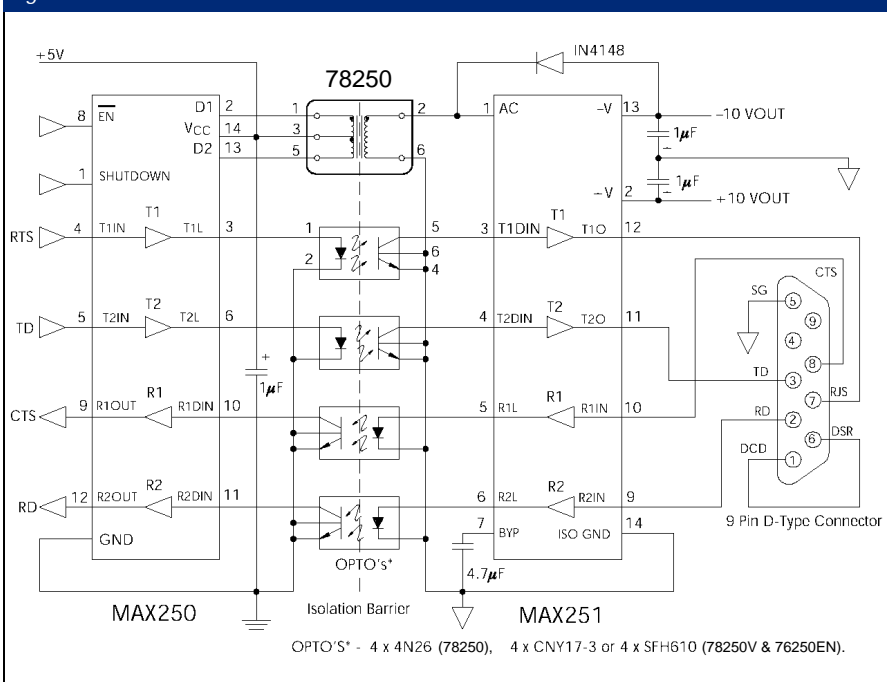 +5V
IN4148
78250
8
EN
D1
2
1
2
1
AC
–V
13
–10 VOUT
VCC
14
3
1µF
D2
13
5
6
1
SHUTDOWN
1µF
–V
2
+10 VOUT
RTS
4
T1IN
T1
T1L
3
1
2
5
6
4
3
T1DIN
T1
T1O
12
CTS
SG
5
9
4
8
TD
3
RJS
7
RD
2
DSR
6
DCD
1
TD
5
T2IN
T2
T2L
6
4
T2DIN
T2
T2O
11
+
1µF
CTS
9
R1OUT
R1
R1DIN
10
5
R1L
R1
R1IN
10
RD
12
R2OUT
R2
R2DIN
11
6
R2L
R2
R2IN
9
GND
7
BYP
ISO GND
14
9 Pin D-Type Connector
OPTO's*
4.7µF
MAX250
Isolation Barrier
MAX251
OPTO'S* - 4 x 4N26 (78250), 4 x CNY17-3 or 4 x SFH610 (78250V & 76250EN).